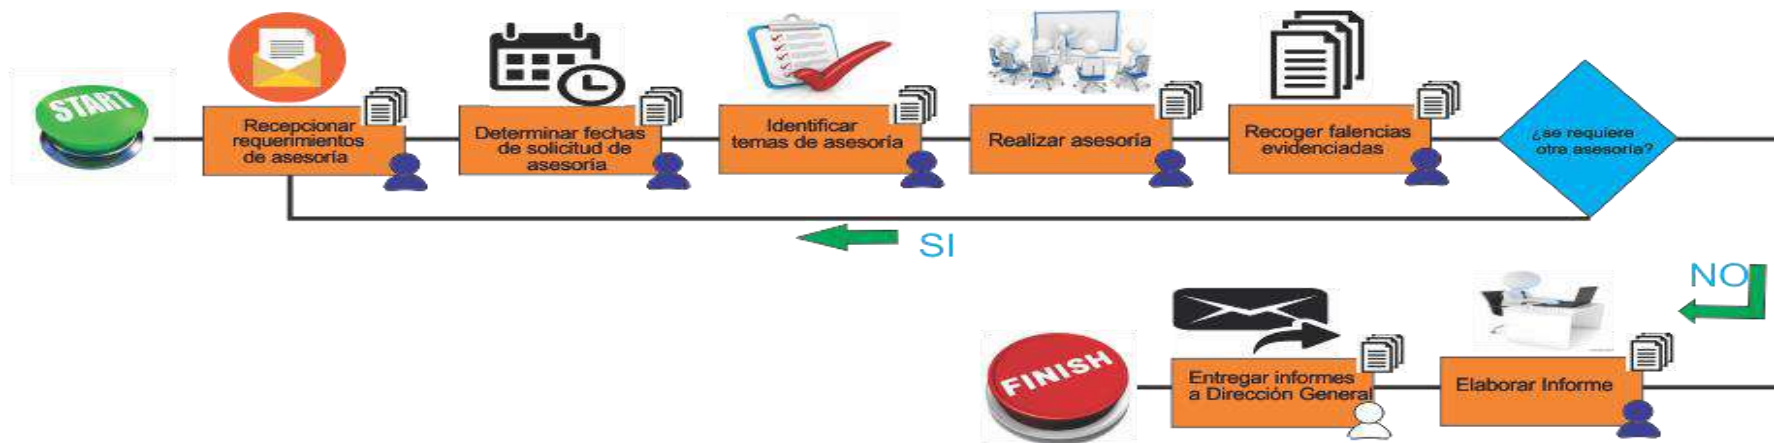 START
Recepcionar
requerimientos
de asesoría
Determinar fechas
de solicitud de
asesoría
Identificar
temas de asesoría
Realizar asesoría
Recoger falencias
evidenciadas
¿se requiere
otra asesoría?
SI
NO
FINISH
Entregar informes
a Dirección General
Elaborar Informe